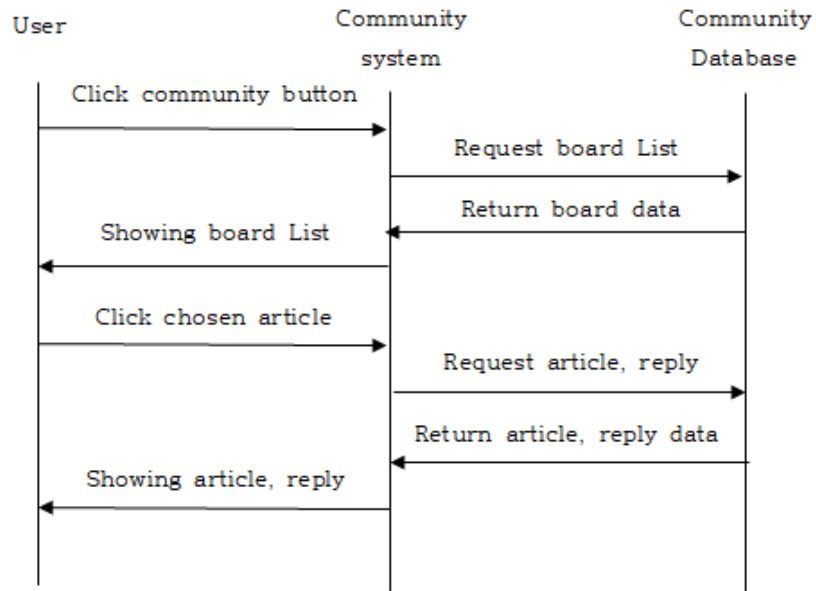 User
Community
system
Community
Database
Click community button
Request board List
Return board data
Showing board List
Click chosen article
Request article, reply
Return article, reply data
Showing article, reply